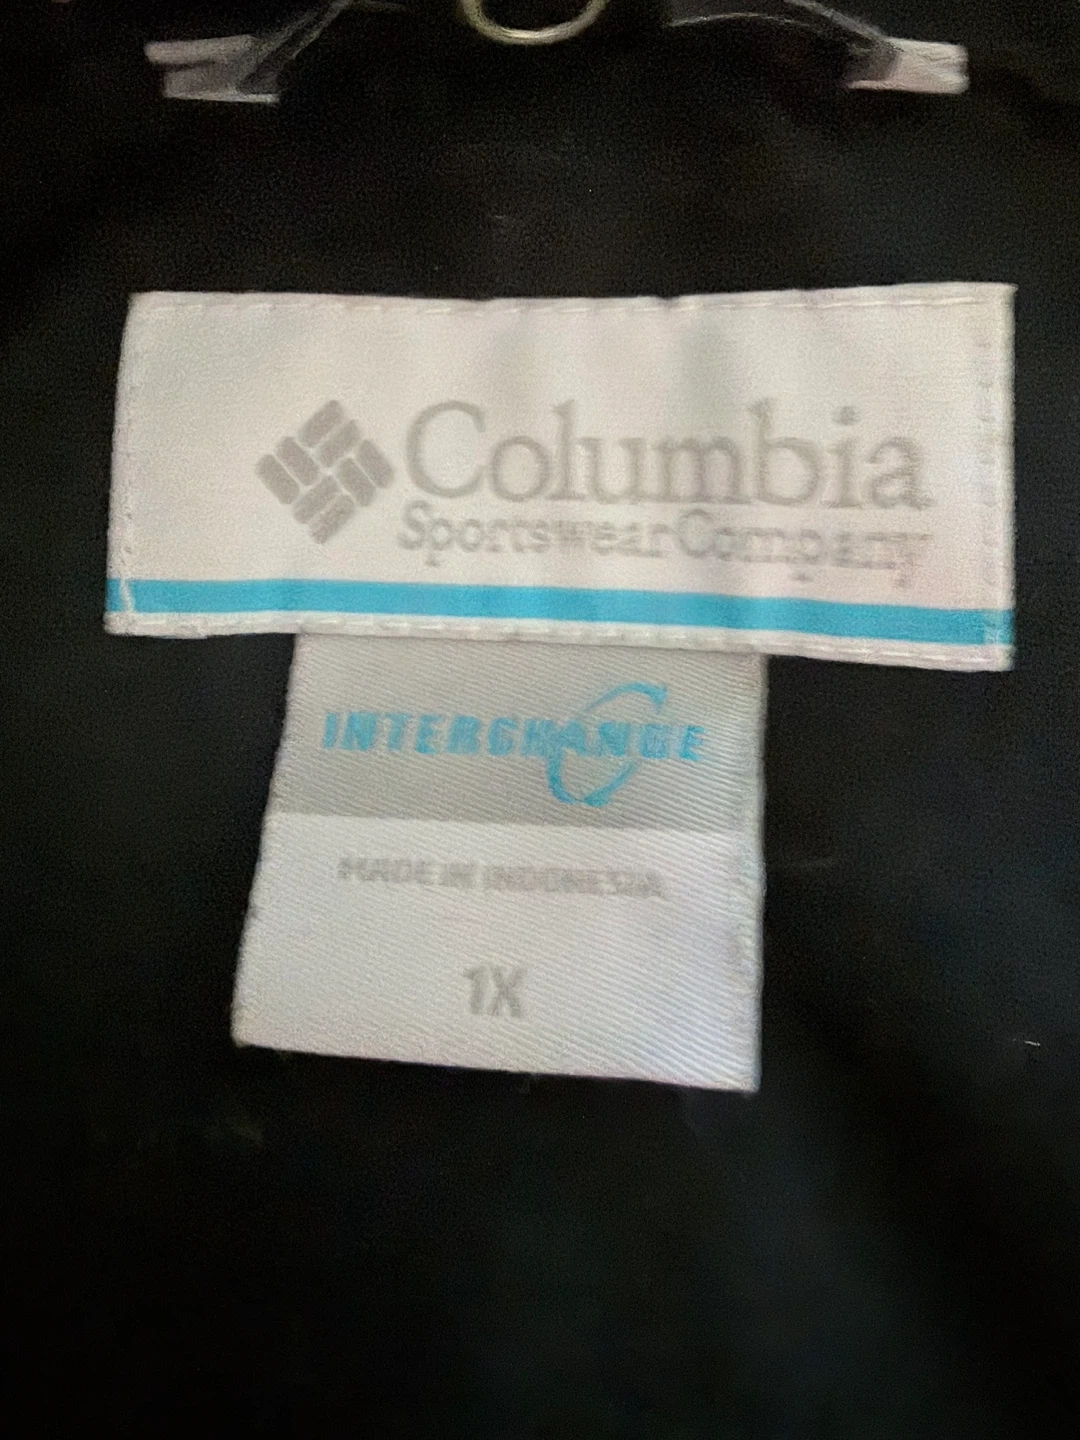 Columbia
Sportswear Company
INTERCHANGE
MADE IN INDONESIA
1X